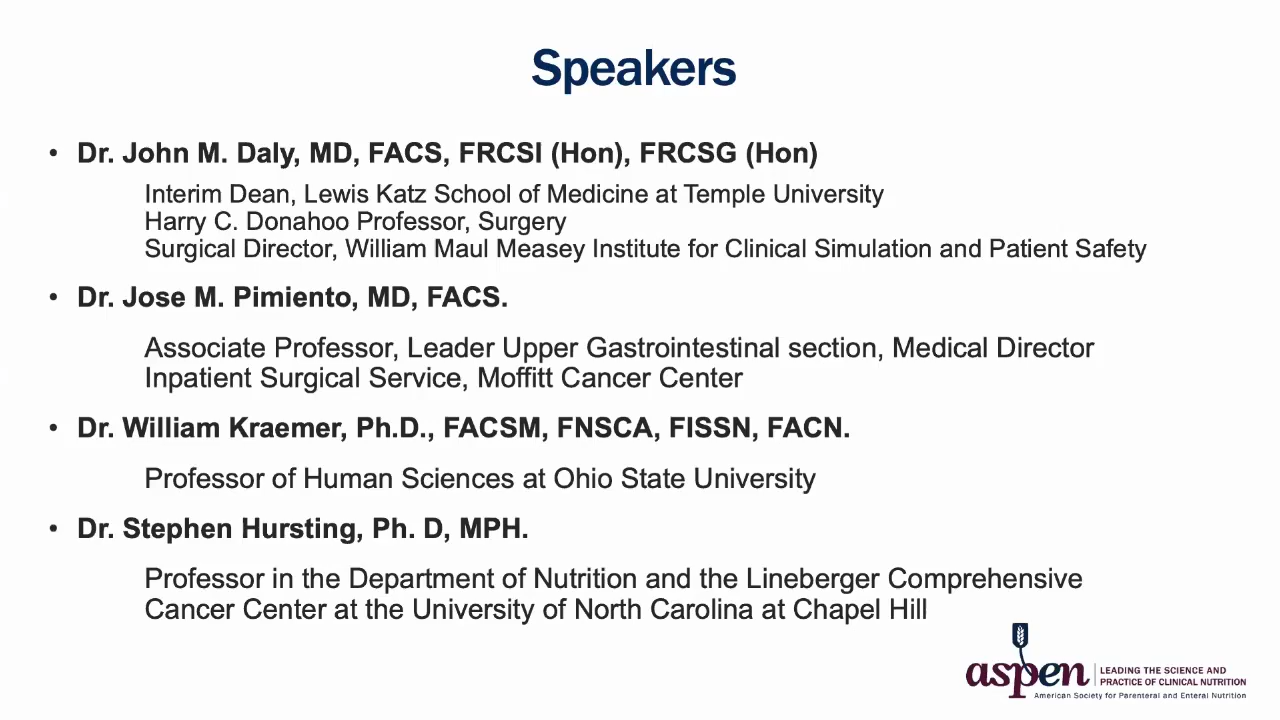 Speakers
• Dr. John M. Daly, MD, FACS, FRCSI (Hon), FRCSG (Hon)
Interim Dean, Lewis Katz School of Medicine at Temple University
Harry C. Donahoo Professor, Surgery
Surgical Director, William Maul Measey Institute for Clinical Simulation and Patient Safety
• Dr. Jose M. Pimiento, MD, FACS.
Associate Professor, Leader Upper Gastrointestinal section, Medical Director
Inpatient Surgical Service, Moffitt Cancer Center
• Dr. William Kraemer, Ph.D., FACSM, FNSCA, FISSN, FACN.
Professor of Human Sciences at Ohio State University
• Dr. Stephen Hursting, Ph. D, MPH.
Professor in the Department of Nutrition and the Lineberger Comprehensive
Cancer Center at the University of North Carolina at Chapel Hill
aspen
LEADING THE SCIENCE AND
PRACTICE OF CLINICAL NUTRITION
American Society for Parenteral and Enteral Nutrition